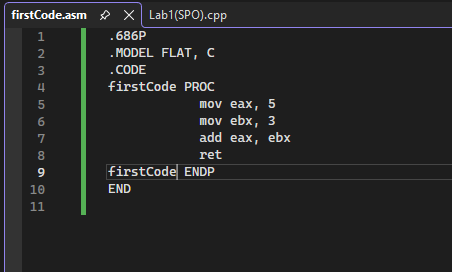 firstCode.asm Lab1(SPO).cpp
1 .686P
2 .MODEL FLAT, C
3 .CODE
4 firstCode PROC
5 mov eax, 5
6 mov ebx, 3
7 add eax, ebx
8 ret
9 firstCode ENDP
10 END
11